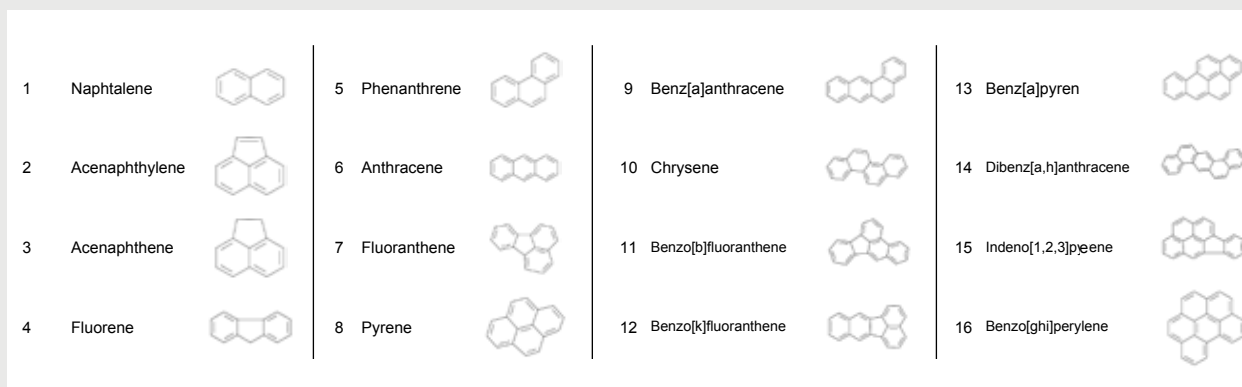 1 Naphtalene
2 Acenaphthylene
3 Acenaphthene
4 Fluorene
5 Phenanthrene
6 Anthracene
7 Fluoranthene
8 Pyrene
9 Benz[a]anthracene
10 Chrysene
11 Benzo[b]fluoranthene
12 Benzo[k]fluoranthene
13 Benz[a]pyren
14 Dibenz[a,h]anthracene
15 Indeno[1,2,3]pyeene
16 Benzo[ghi]perylene